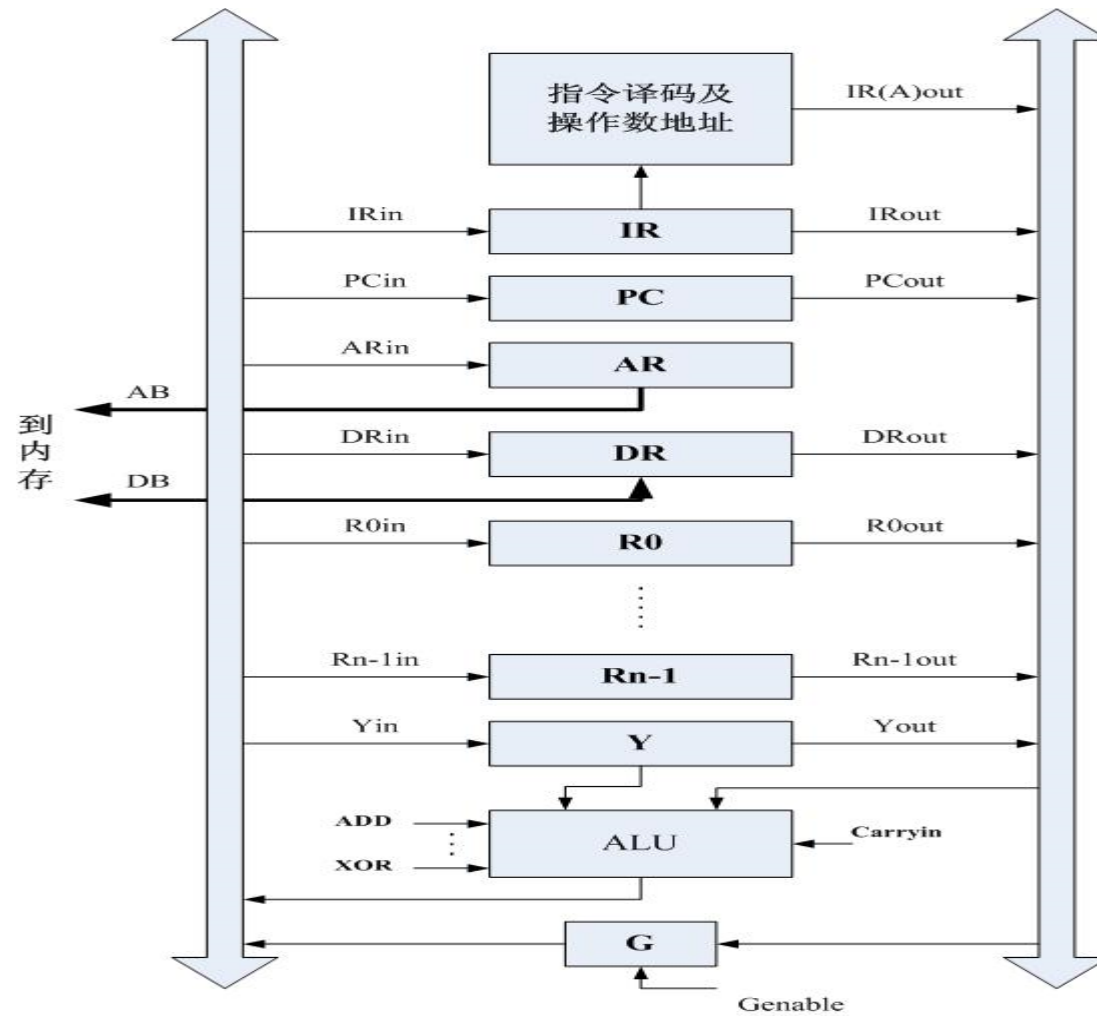 指令译码及
操作数地址
IR(A)out
IRin
IR
IRout
PCin
PC
PCout
ARin
AR
AB
到
内
存
DRin
DR
DRout
DB
R0in
R0
R0out
Rn-1in
Rn-1
Rn-1out
Yin
Y
Yout
ADD
XOR
ALU
Carryin
G
Genable